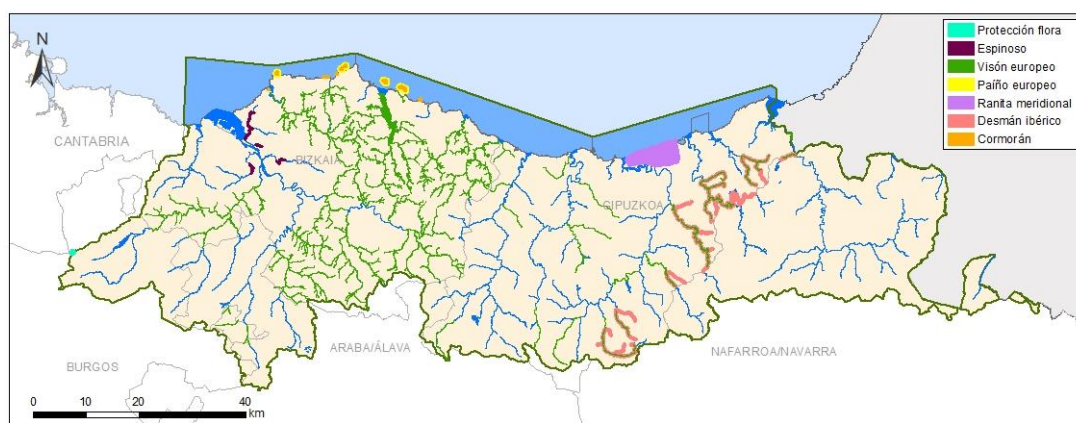 N
Protección flora
Espinoso
Visón europeo
Paíño europeo
Ranita meridional
Desmán ibérico
Cormorán
CANTABRIA
BIZKAIA
GIPUZKOA
BURGOS
ARABA/ÁLAVA
NAFARROA/NAVARRA
0 10 20 40
km